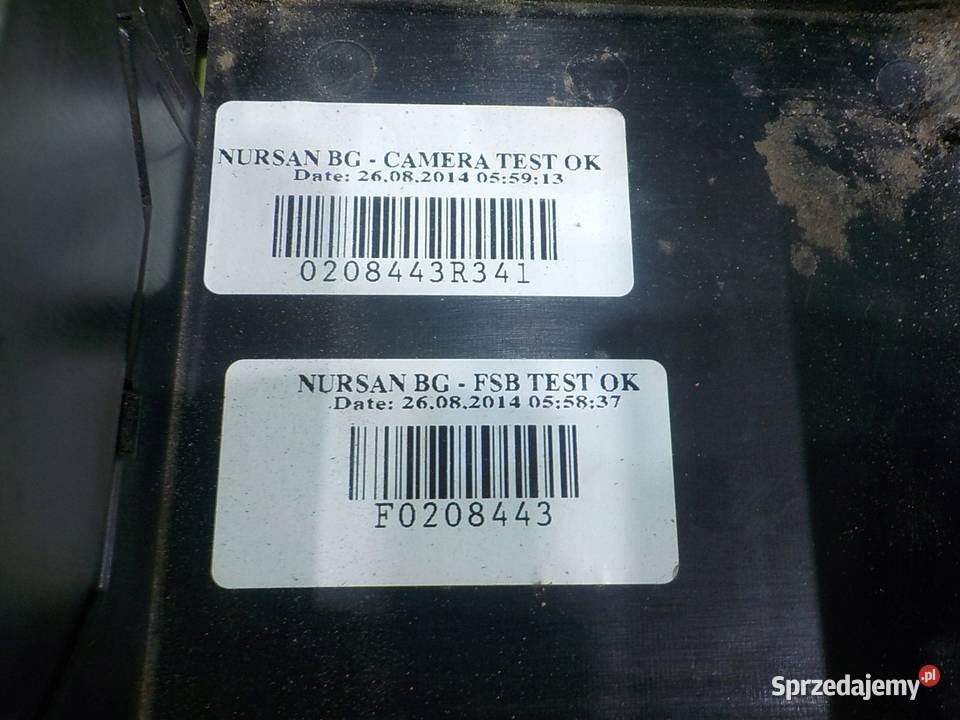 NURSAN BG - CAMERA TEST OK
Date: 26.08.2014 05:59:13
0208443R341
NURSAN BG - FSB TEST OK
Date: 26.08.2014 05:58:37
F0208443
Sprzedajemy.pl